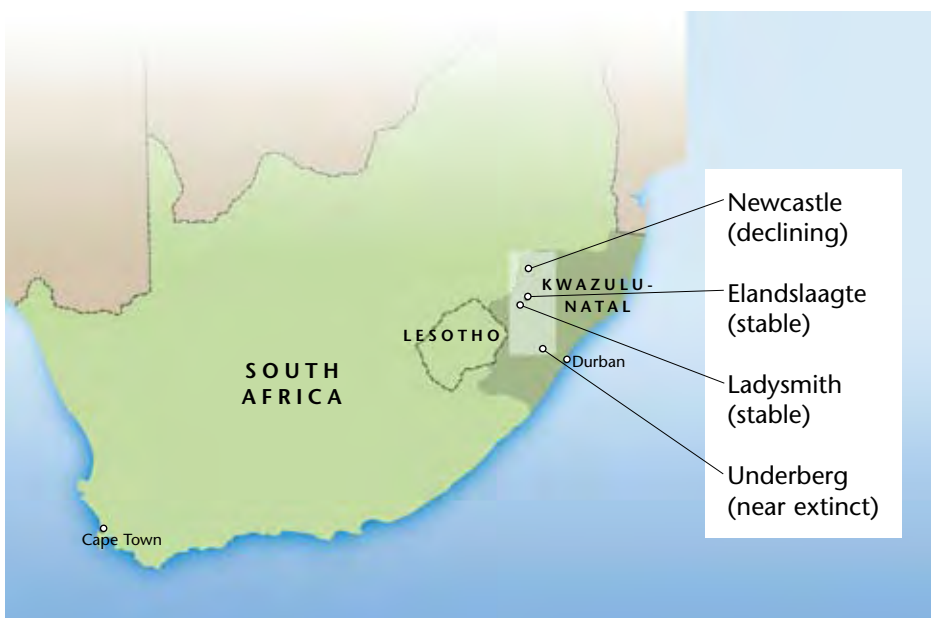 Newcastle
(declining)
KWAZULU-
NATAL
Elandslaagte
(stable)
LESOTHO
Durban
SOUTH
AFRICA
Ladysmith
(stable)
Underberg
(near extinct)
Cape Town